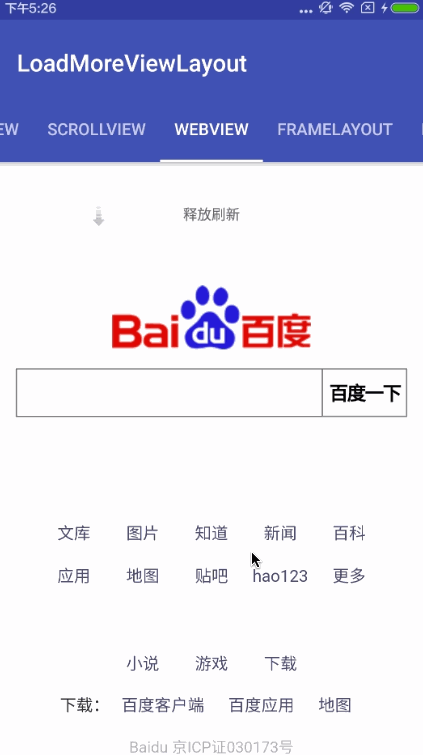 下午5:26
LoadMoreViewLayout
EW SCROLLVIEW WEBVIEW FRAMELAYOUT
释放刷新
Bai du 百度
百度一下
文库 图片 知道 新闻 百科
应用 地图 贴吧 hao123 更多
小说 游戏 下载
下载： 百度客户端 百度应用 地图
Baidu 京ICP证030173号